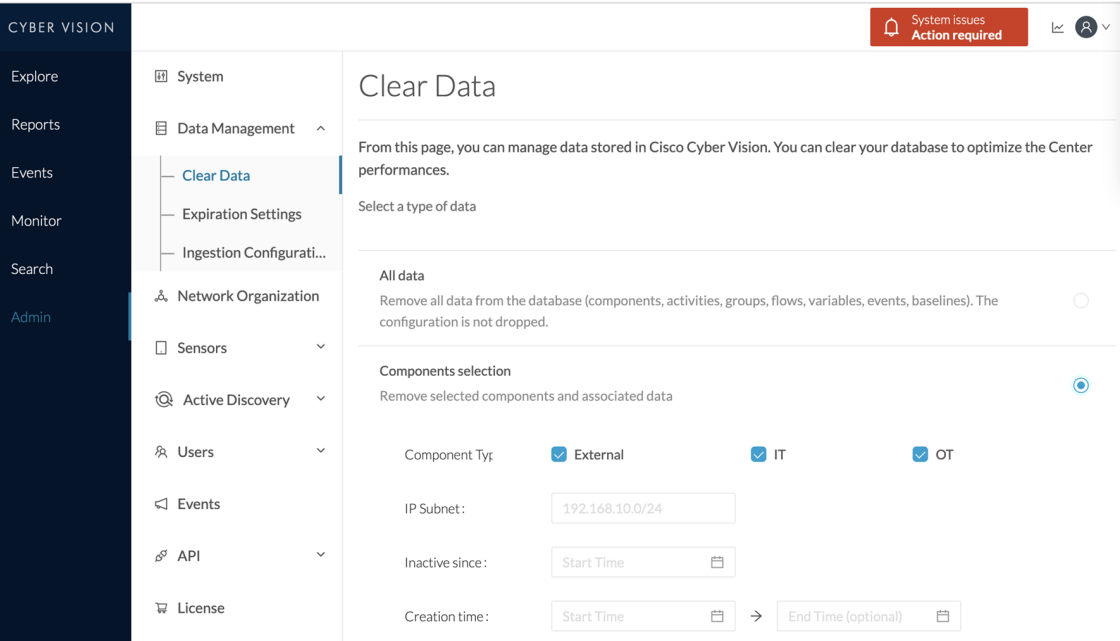 CYBER VISION
System issues
Action required
Explore
Reports
Events
Monitor
Search
Admin
System
Data Management
Clear Data
Expiration Settings
Ingestion Configurati...
Network Organization
Sensors
Active Discovery
Users
Events
API
License
Clear Data
From this page, you can manage data stored in Cisco Cyber Vision. You can clear your database to optimize the Center
performances.
Select a type of data
All data
Remove all data from the database (components, activities, groups, flows, variables, events, baselines). The
configuration is not dropped.
Components selection
Remove selected components and associated data
Component Typ External IT OT
IP Subnet: 192.168.10.0/24
Inactive since: Start Time
Creation time: Start Time → End Time (optional)